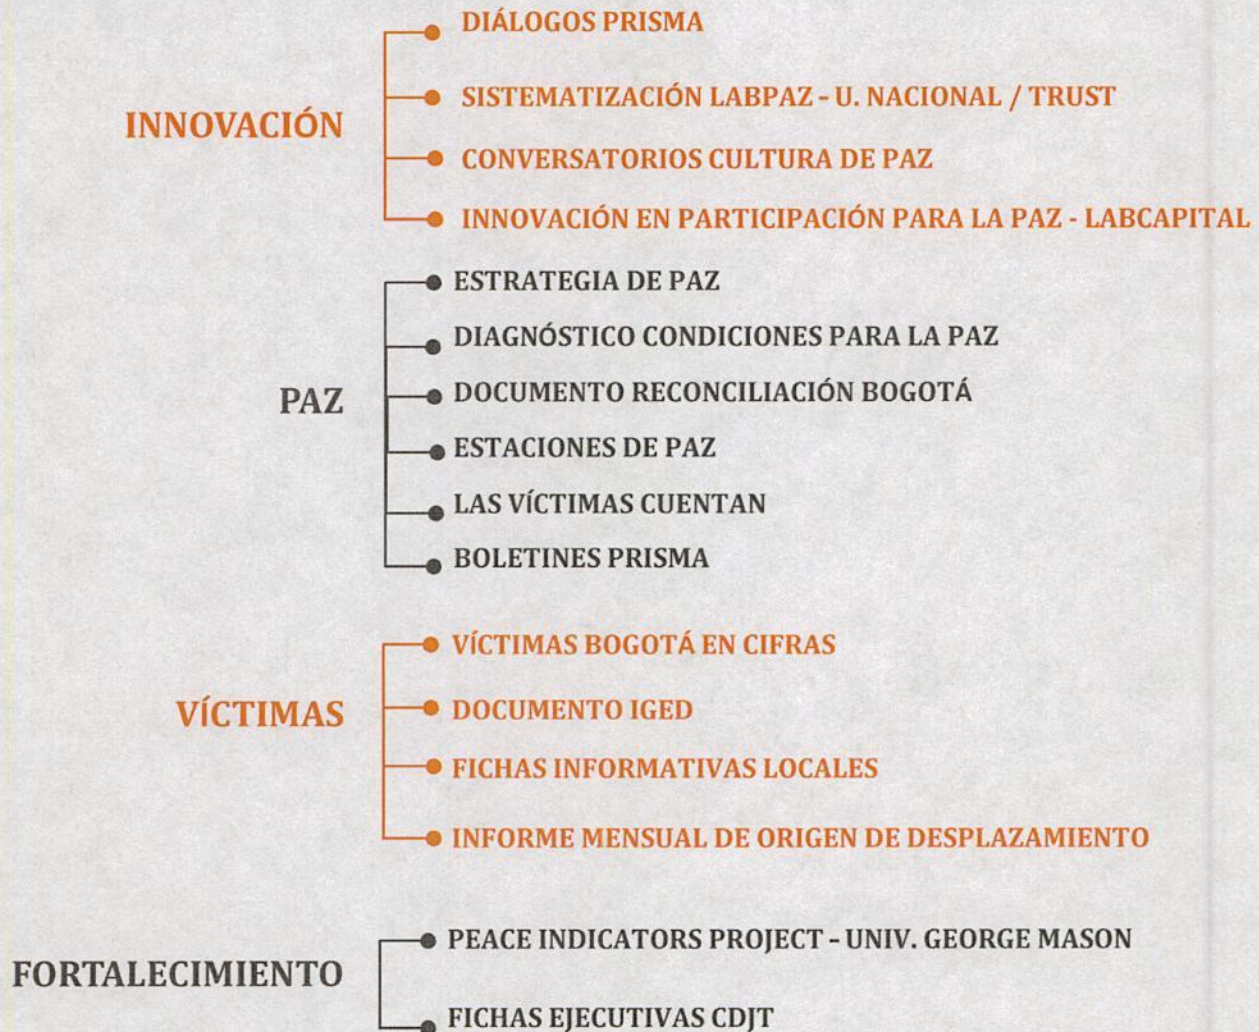 INNOVACIÓN
DIÁLOGOS PRISMA
SISTEMATIZACIÓN LABPAZ - U. NACIONAL / TRUST
CONVERSATORIOS CULTURA DE PAZ
INNOVACIÓN EN PARTICIPACIÓN PARA LA PAZ - LABCAPITAL
PAZ
ESTRATEGIA DE PAZ
DIAGNÓSTICO CONDICIONES PARA LA PAZ
DOCUMENTO RECONCILIACIÓN BOGOTÁ
ESTACIONES DE PAZ
LAS VÍCTIMAS CUENTAN
BOLETINES PRISMA
VÍCTIMAS
VÍCTIMAS BOGOTÁ EN CIFRAS
DOCUMENTO IGED
FICHAS INFORMATIVAS LOCALES
INFORME MENSUAL DE ORIGEN DE DESPLAZAMIENTO
FORTALECIMIENTO
PEACE INDICATORS PROJECT – UNIV. GEORGE MASON
FICHAS EJECUTIVAS CDJT